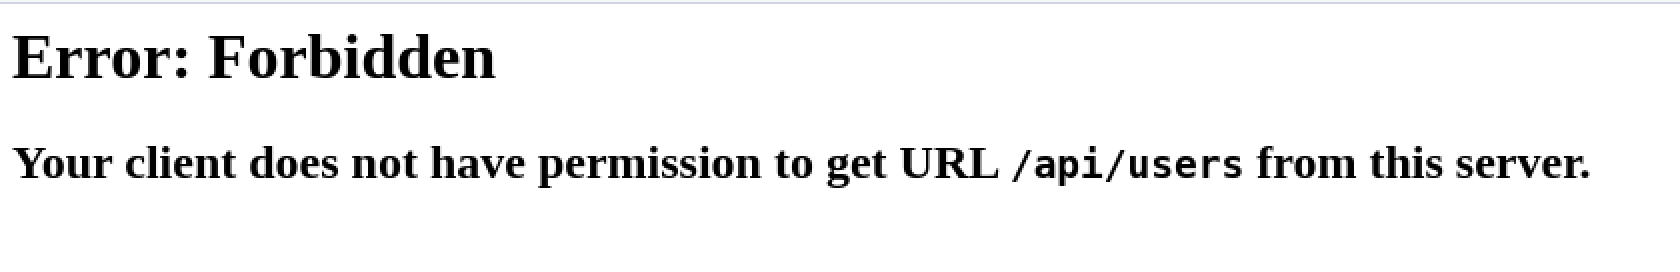 Error: Forbidden
Your client does not have permission to get URL /api/users from this server.